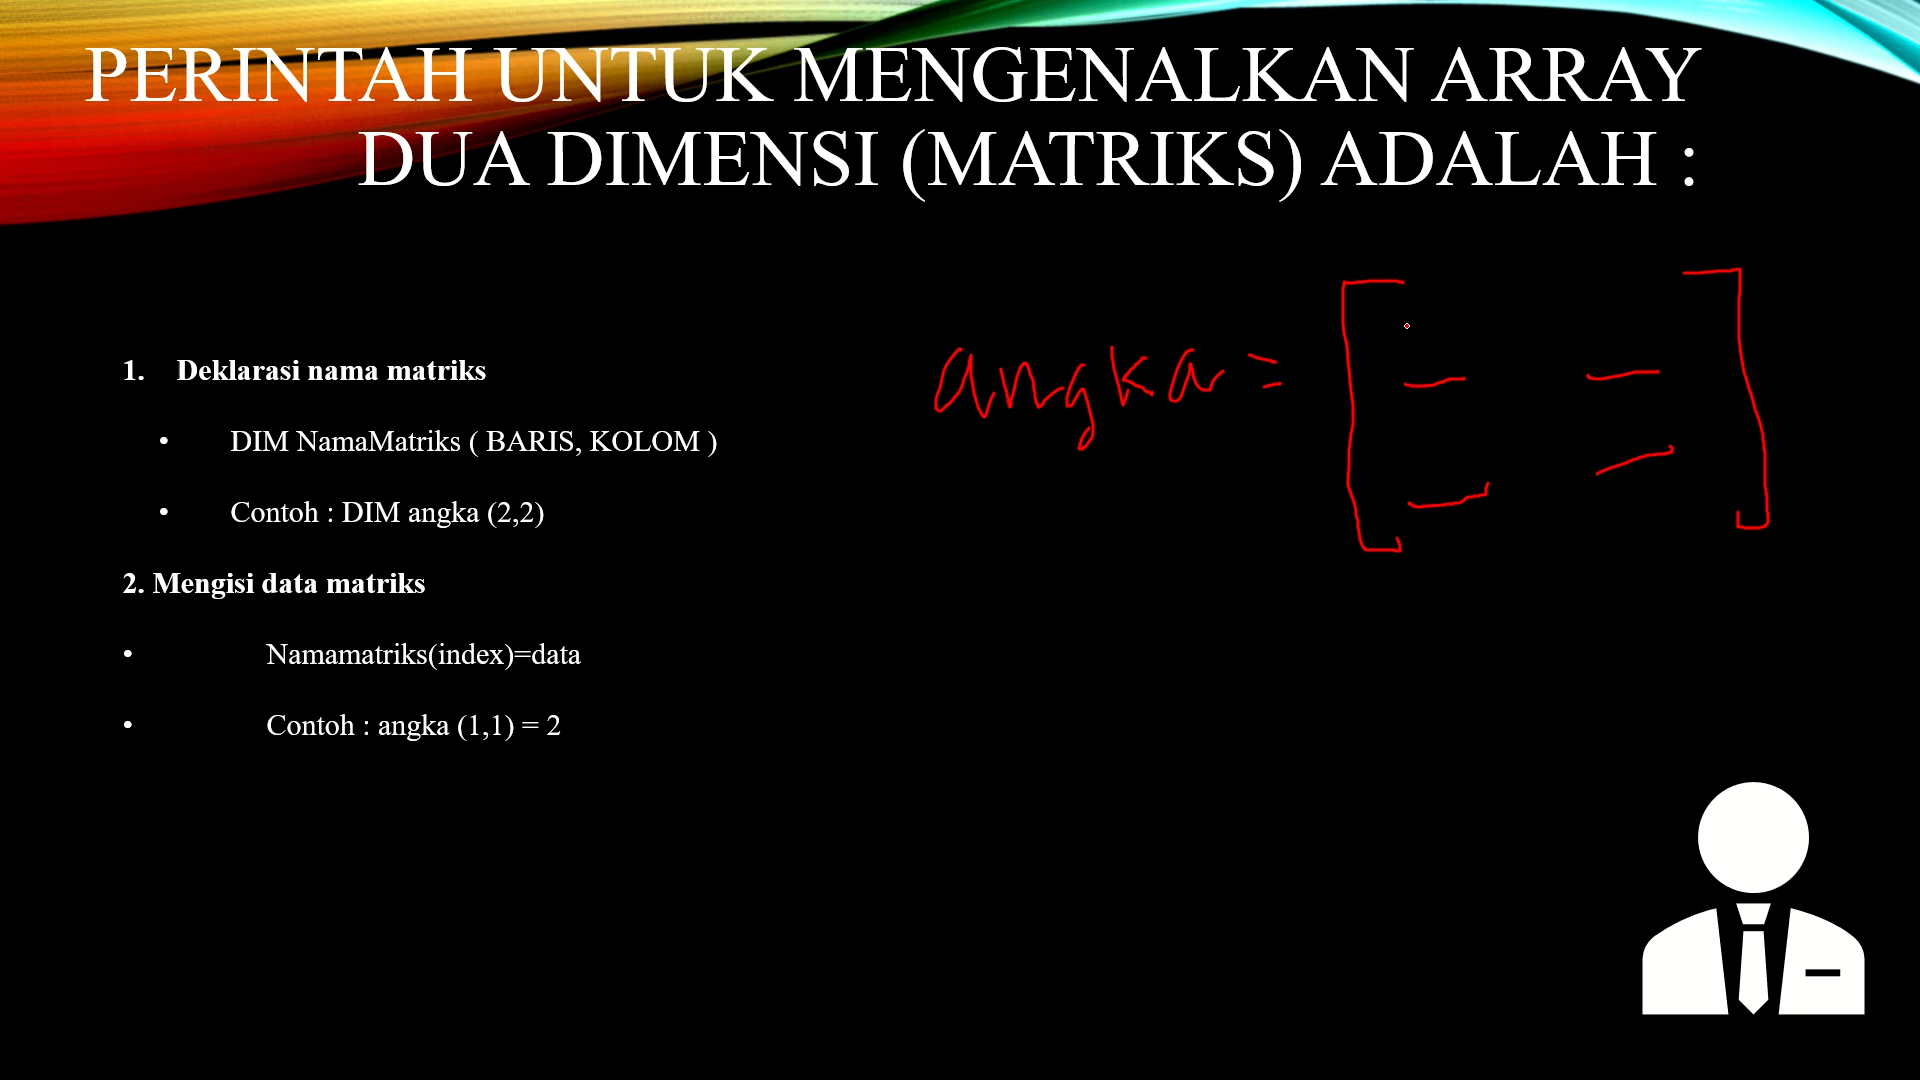 PERINTAH UNTUK MENGENALKAN ARRAY
DUA DIMENSI (MATRIKS) ADALAH :
1. Deklarasi nama matriks
• DIM NamaMatriks ( BARIS, KOLOM )
• Contoh : DIM angka (2,2)
2. Mengisi data matriks
• Namamatriks(index)=data
• Contoh : angka (1,1) = 2
angka =